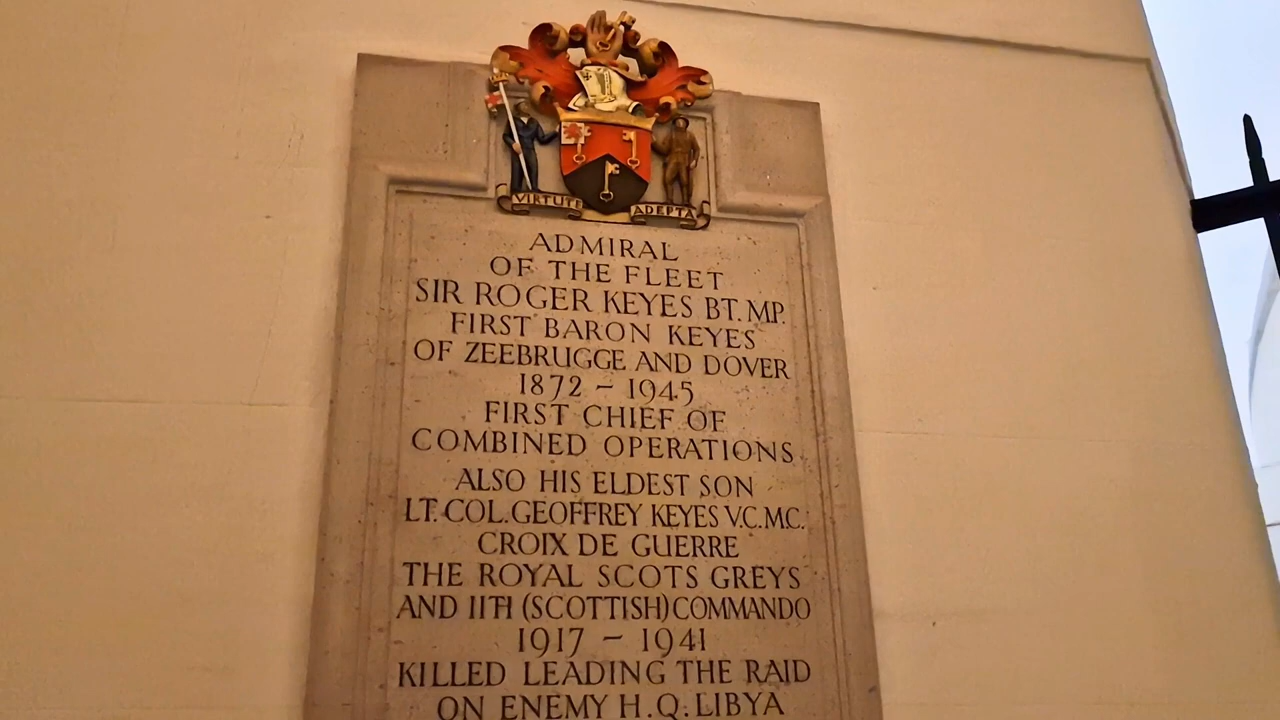 VIRTUTE ADEPTA
ADMIRAL
OF THE FLEET
SIR ROGER KEYES BT. MP.
FIRST BARON KEYES
OF ZEEBRUGGE AND DOVER
1872 – 1945
FIRST CHIEF OF
COMBINED OPERATIONS
ALSO HIS ELDEST SON
LT. COL. GEOFFREY KEYES V.C. M.C.
CROIX DE GUERRE
THE ROYAL SCOTS GREYS
AND 11TH (SCOTTISH) COMMANDO
1917 – 1941
KILLED LEADING THE RAID
ON ENEMY H.Q: LIBYA